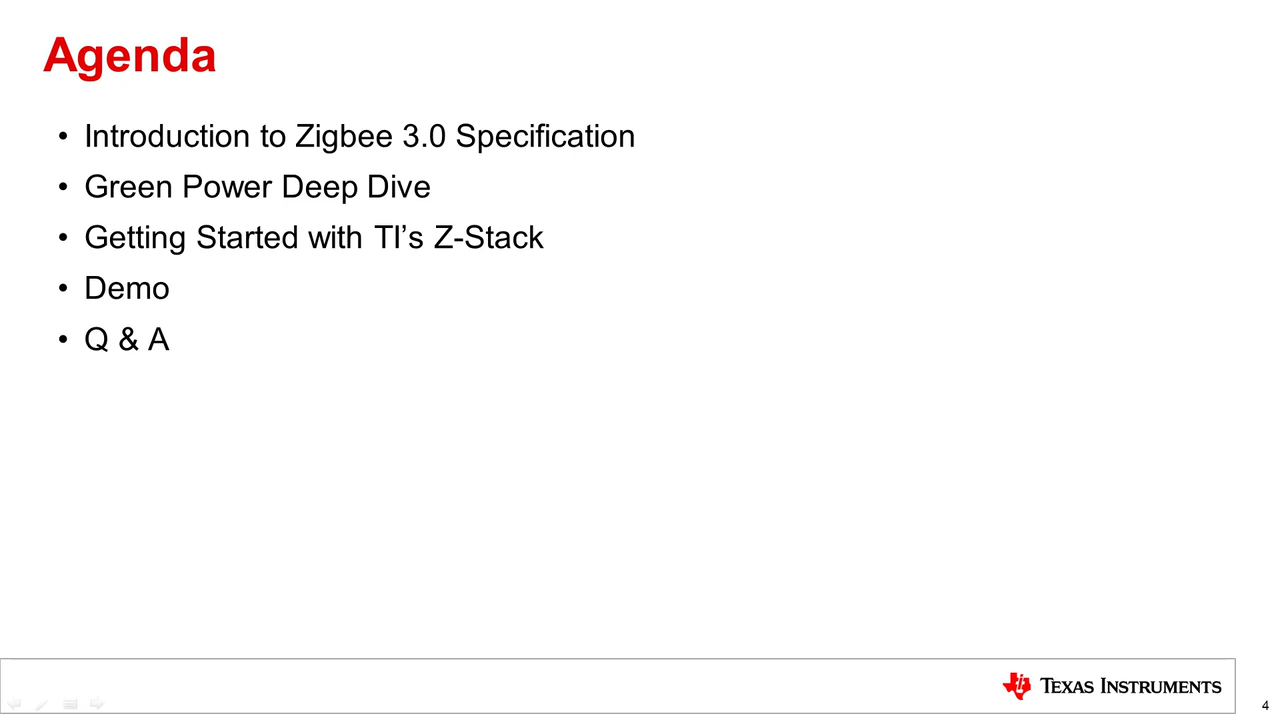 Agenda
• Introduction to Zigbee 3.0 Specification
• Green Power Deep Dive
• Getting Started with TI’s Z-Stack
• Demo
• Q & A
TEXAS INSTRUMENTS
4